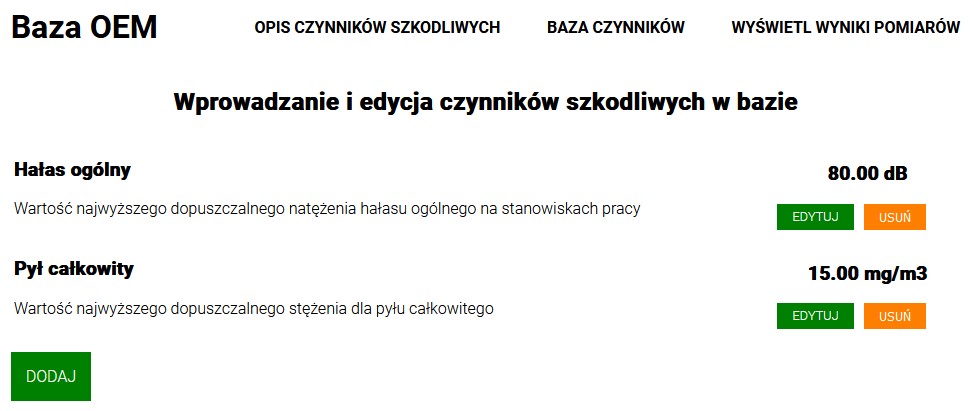 Baza OEM OPIS CZYNNIKÓW SZKODLIWYCH BAZA CZYNNIKÓW WYŚWIETL WYNIKI POMIARÓW
Wprowadzanie i edycja czynników szkodliwych w bazie
Hałas ogólny 80.00 dB
Wartość najwyższego dopuszczalnego natężenia hałasu ogólnego na stanowiskach pracy EDYTUJ USUŃ
Pył całkowity 15.00 mg/m3
Wartość najwyższego dopuszczalnego stężenia dla pyłu całkowitego EDYTUJ USUŃ
DODAJ